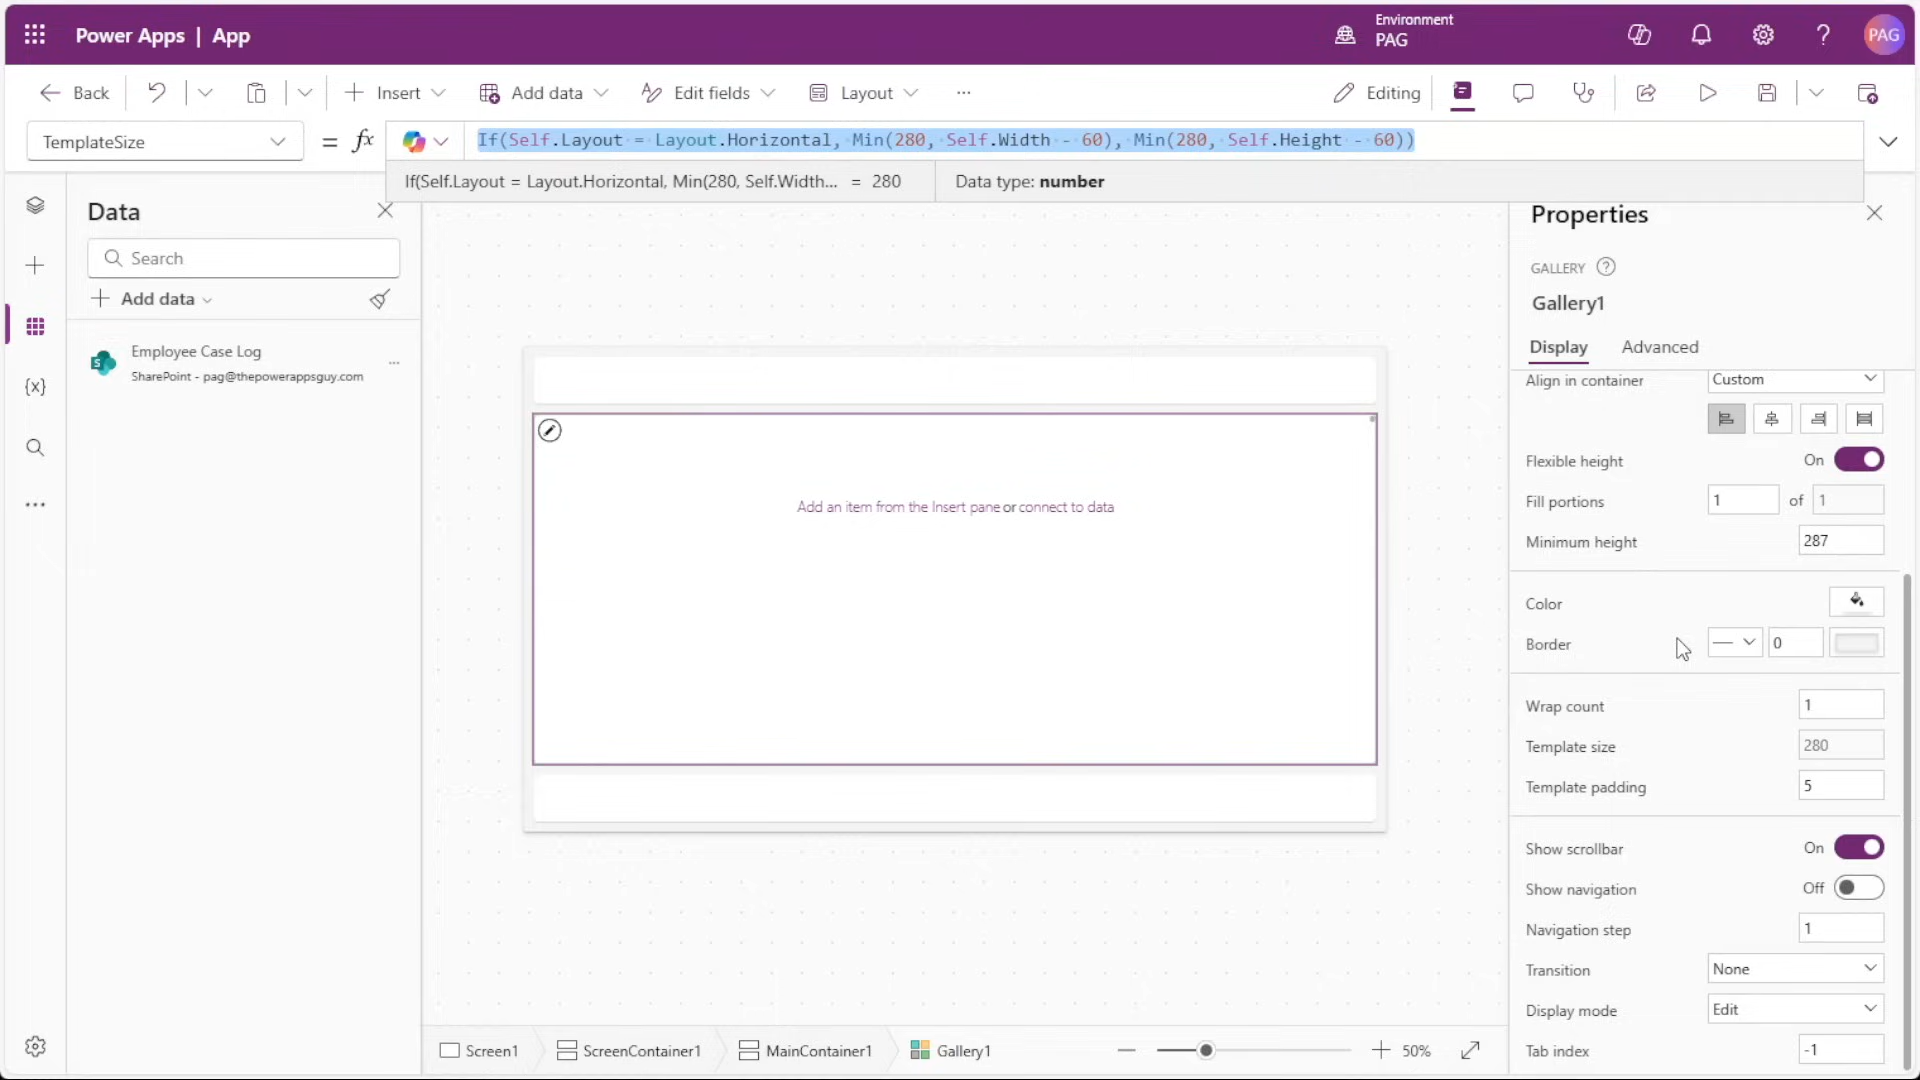 Power Apps | App
Environment
PAG
PAG
Back
Insert
Add data
Edit fields
Layout
...
Editing
TemplateSize
= fx
If(Self.Layout = Layout.Horizontal, Min(280, Self.Width - 60), Min(280, Self.Height - 60))
If(Self.Layout = Layout.Horizontal, Min(280, Self.Width... = 280
Data type: number
Data
Search
Add data
Employee Case Log
SharePoint - pag@thepowerappsguy.com
...
{x}
...
Add an item from the Insert pane or connect to data
Properties
GALLERY ?
Gallery1
Display Advanced
Align in container Custom
Flexible height On
Fill portions 1 of 1
Minimum height 287
Color
Border 0
Wrap count 1
Template size 280
Template padding 5
Show scrollbar On
Show navigation Off
Navigation step 1
Transition None
Display mode Edit
Tab index -1
Screen1 ScreenContainer1 MainContainer1 Gallery1
50%